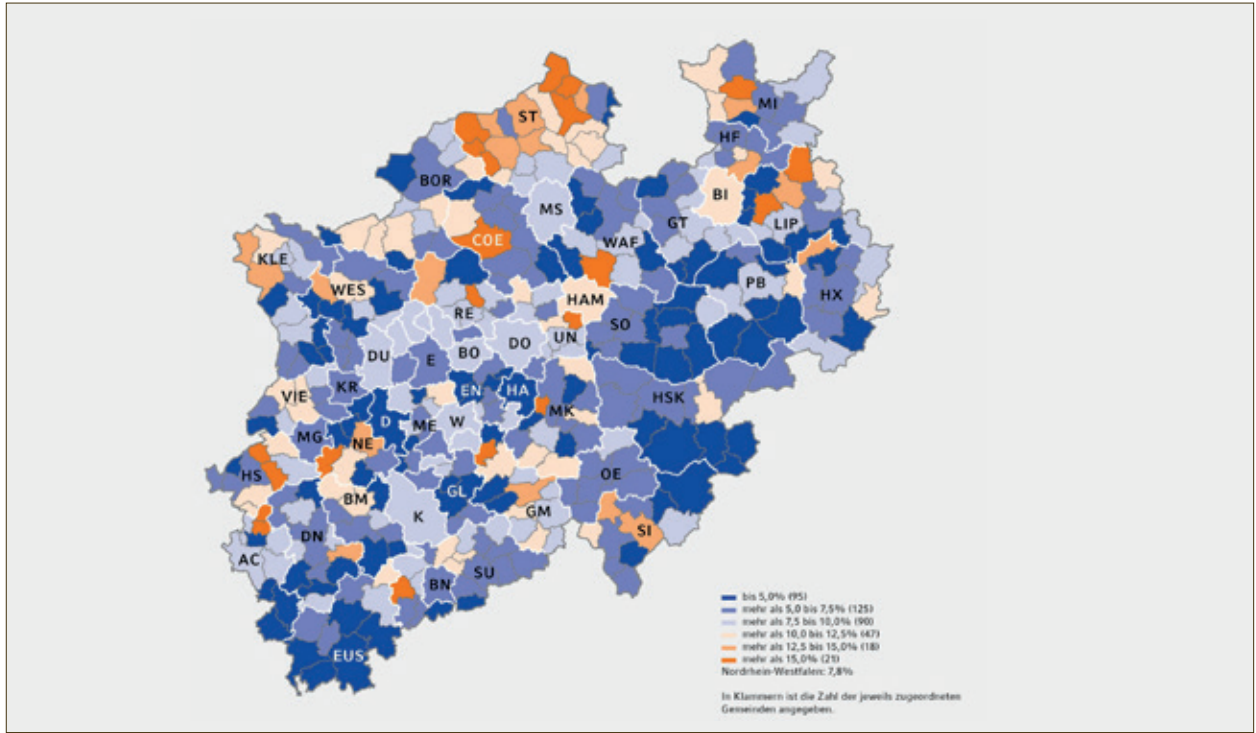 ST
MI
HF
BOR
BI
MS
GT
LIP
COE
WAF
KLE
PB
WES
HX
HAM
RE
SO
UN
DO
BO
DU
E
KR
EN
HA
HSK
VIE
MK
D
ME
W
MG
NE
HS
OE
GL
BM
GM
K
SI
DN
AC
SU
BN
EUS
bis 5,0% (95)
mehr als 5,0 bis 7,5% (125)
mehr als 7,5 bis 10,0% (90)
mehr als 10,0 bis 12,5% (47)
mehr als 12,5 bis 15,0% (18)
mehr als 15,0% (21)
Nordrhein-Westfalen: 7,8%
In Klammern ist die Zahl der jeweils zugeordneten
Gemeinden angegeben.